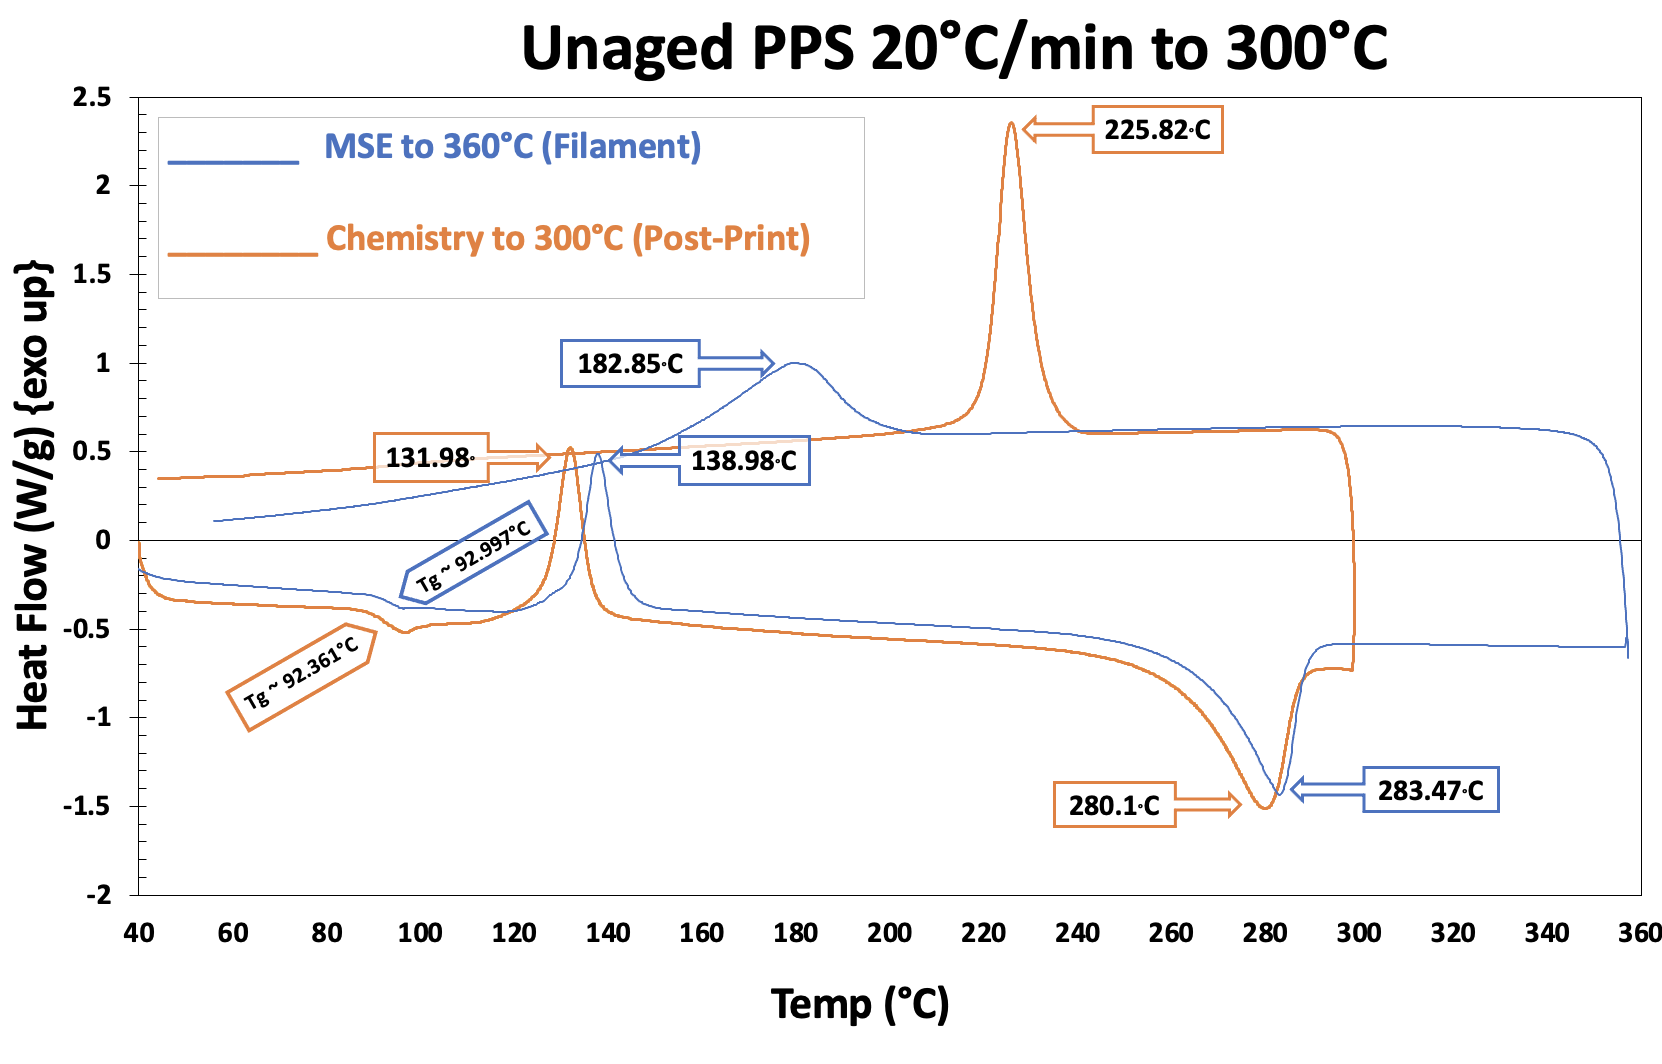 Unaged PPS 20°C/min to 300°C
MSE to 360°C (Filament)
Chemistry to 300°C (Post-Print)
Heat Flow (W/g) {exo up}
2.5
2
1.5
1
0.5
0
-0.5
-1
-1.5
-2
225.82°C
182.85°C
131.98°
138.98°C
Tg ~ 92.997°C
Tg ~ 92.361°C
280.1°C
283.47°C
40 60 80 100 120 140 160 180 200 220 240 260 280 300 320 340 360
Temp (°C)